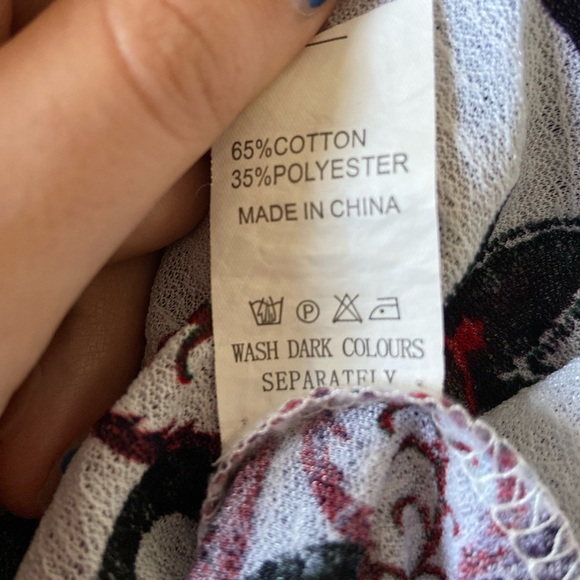 65%COTTON
35%POLYESTER
MADE IN CHINA
P
WASH DARK COLOURS
SEPARATELY